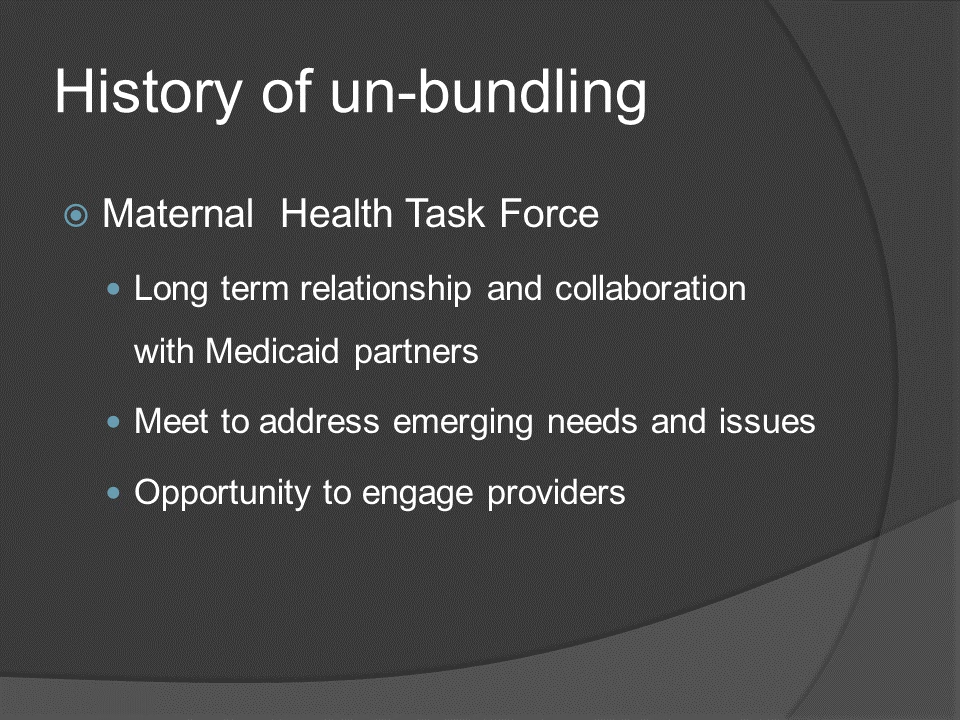 History of un-bundling
Maternal  Health Task Force
Long term relationship and collaboration
with Medicaid partners
Meet to address emerging needs and issues
Opportunity to engage providers